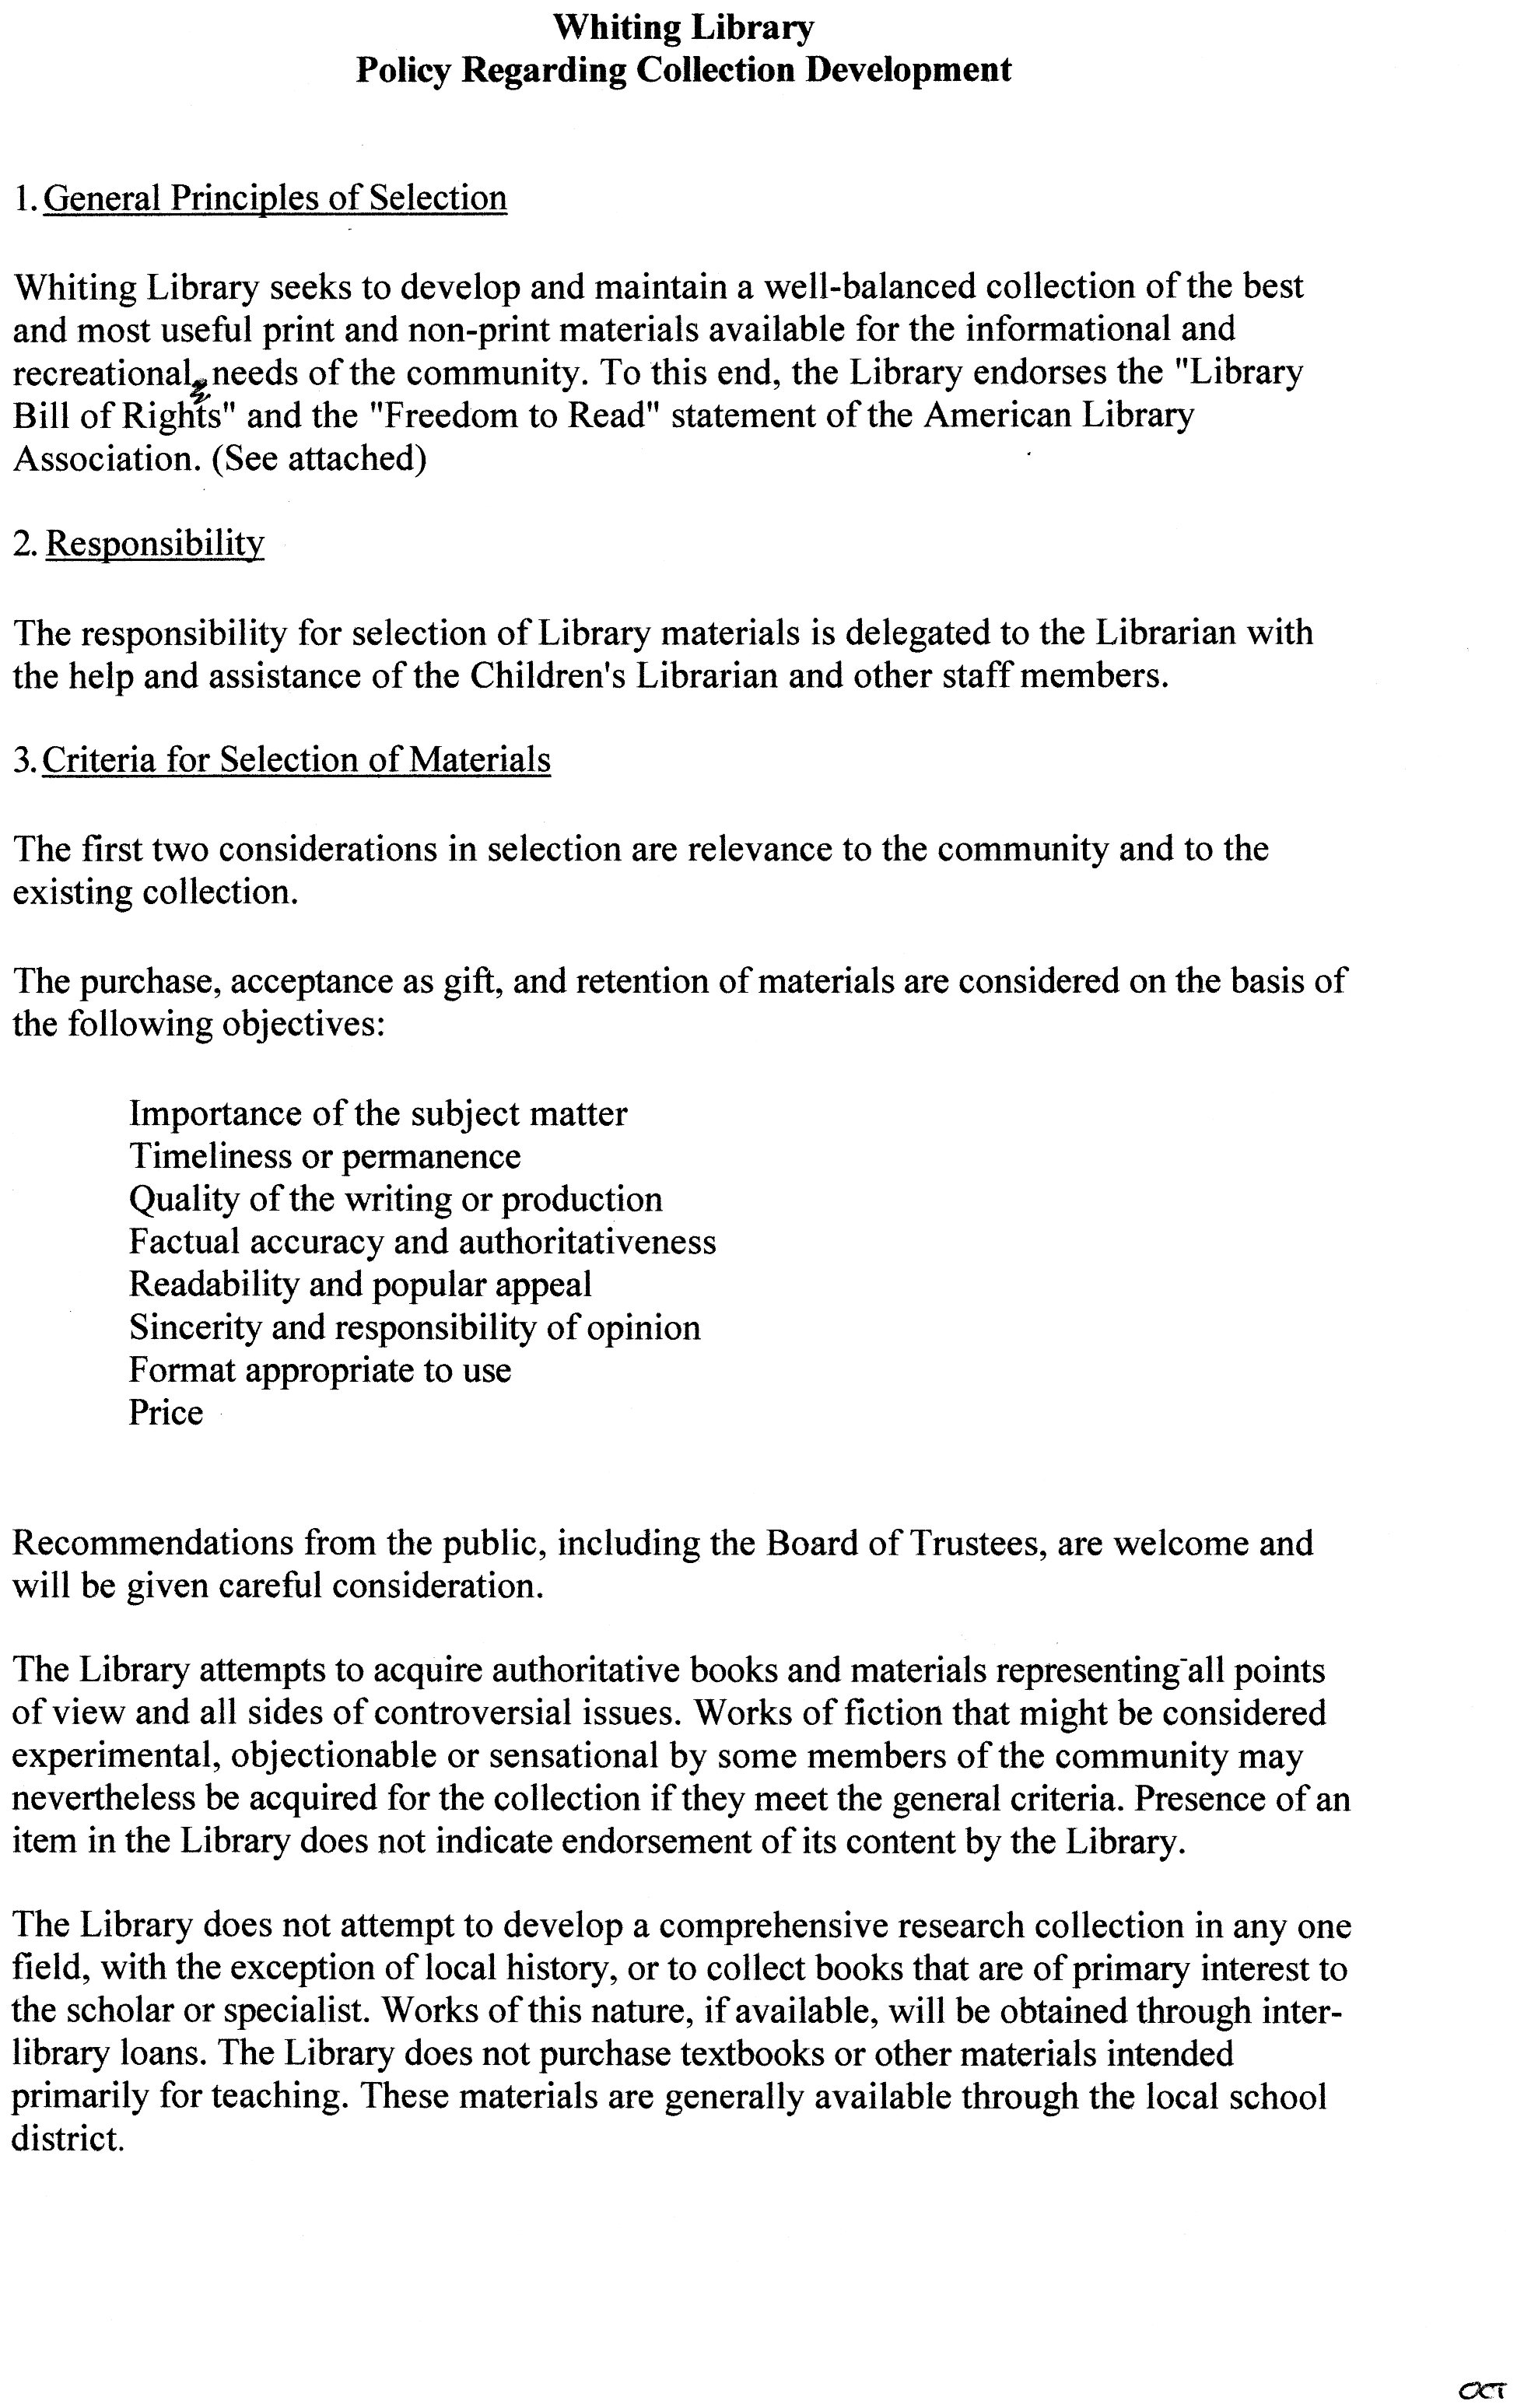 Whiting Library
Policy Regarding Collection Development
1. General Principles of Selection
Whiting Library seeks to develop and maintain a well-balanced collection of the best
and most useful print and non-print materials available for the informational and
recreational needs of the community. To this end, the Library endorses the "Library
Bill of Rights" and the "Freedom to Read" statement of the American Library
Association. (See attached)
2. Responsibility
The responsibility for selection of Library materials is delegated to the Librarian with
the help and assistance of the Children's Librarian and other staff members.
3. Criteria for Selection of Materials
The first two considerations in selection are relevance to the community and to the
existing collection.
The purchase, acceptance as gift, and retention of materials are considered on the basis of
the following objectives:
Importance of the subject matter
Timeliness or permanence
Quality of the writing or production
Factual accuracy and authoritativeness
Readability and popular appeal
Sincerity and responsibility of opinion
Format appropriate to use
Price
Recommendations from the public, including the Board of Trustees, are welcome and
will be given careful consideration.
The Library attempts to acquire authoritative books and materials representing all points
of view and all sides of controversial issues. Works of fiction that might be considered
experimental, objectionable or sensational by some members of the community may
nevertheless be acquired for the collection if they meet the general criteria. Presence of an
item in the Library does not indicate endorsement of its content by the Library.
The Library does not attempt to develop a comprehensive research collection in any one
field, with the exception of local history, or to collect books that are of primary interest to
the scholar or specialist. Works of this nature, if available, will be obtained through inter-
library loans. The Library does not purchase textbooks or other materials intended
primarily for teaching. These materials are generally available through the local school
district.
OCT